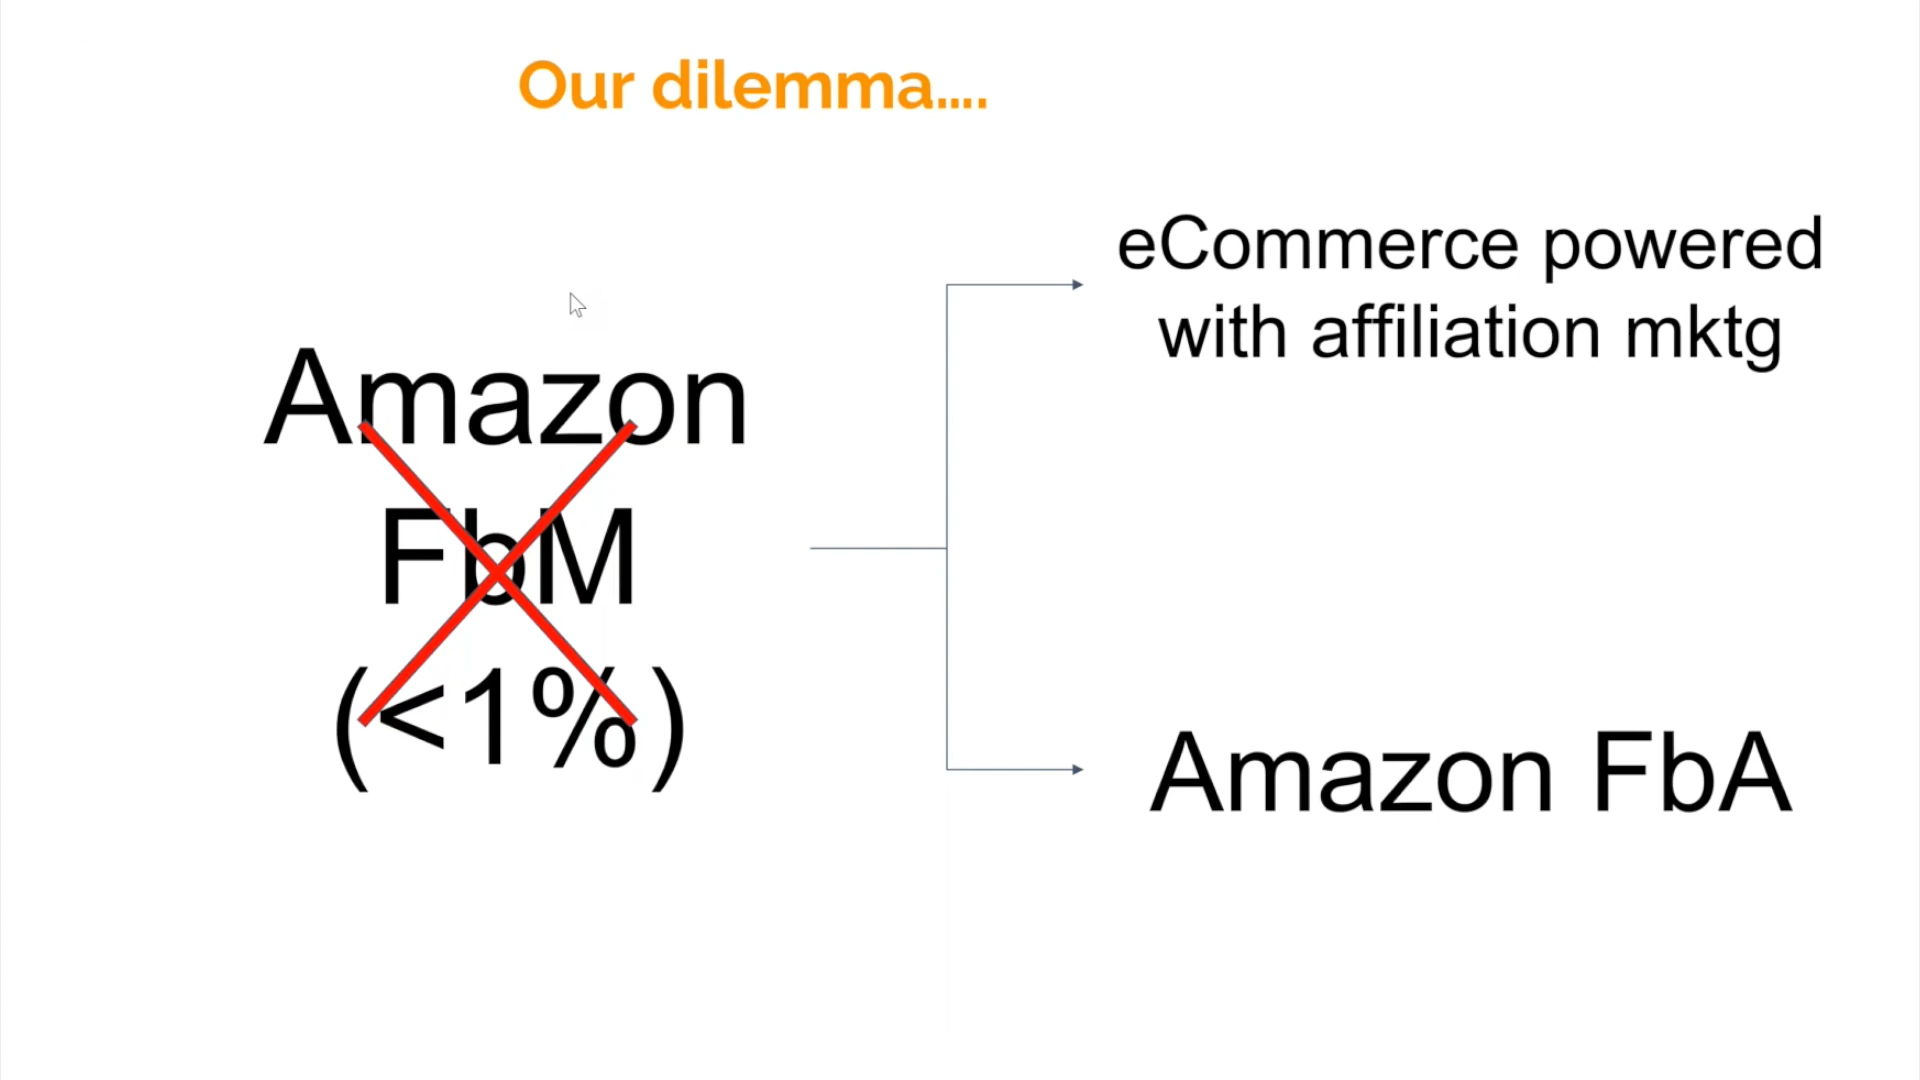 Our dilemma....
Amazon
FbM
(<1%)
eCommerce powered
with affiliation mktg
Amazon FbA